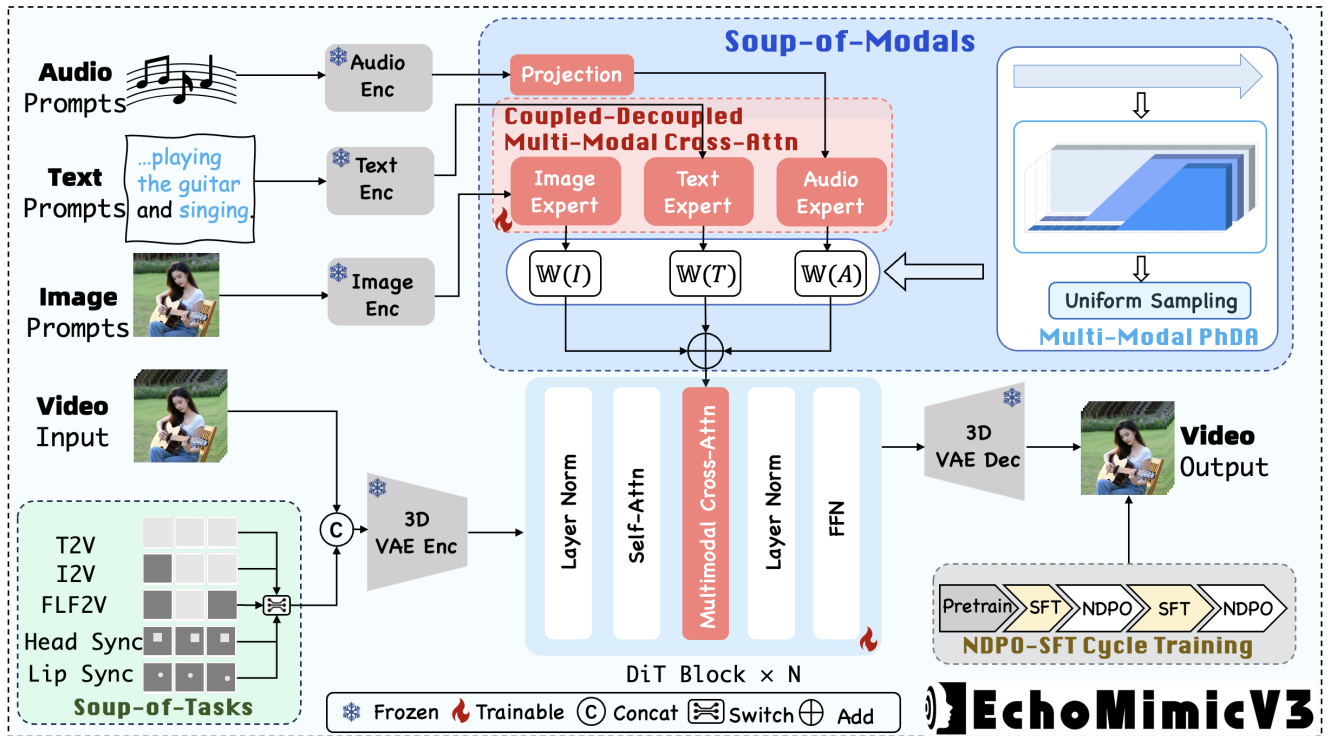 Soup-of-Modals
Audio
Prompts
Audio
Enc
Projection
Coupled-Decoupled
Multi-Modal Cross-Attn
Text
Prompts
...playing
the guitar
and singing.
Text
Enc
Image
Expert
Text
Expert
Audio
Expert
Image
Prompts
Image
Enc
𝕎(I)
𝕎(T)
𝕎(A)
Uniform Sampling
Multi-Modal PhDA
Video
Input
C
3D
VAE Enc
Layer Norm
Self-Attn
Multimodal Cross-Attn
Layer Norm
FFN
DiT Block × N
3D
VAE Dec
Video
Output
T2V
I2V
FLF2V
Head Sync
Lip Sync
Soup-of-Tasks
Pretrain
SFT
NDPO
SFT
NDPO
NDPO-SFT Cycle Training
Frozen
Trainable
C
Concat
Switch
Add
EchoMimicV3